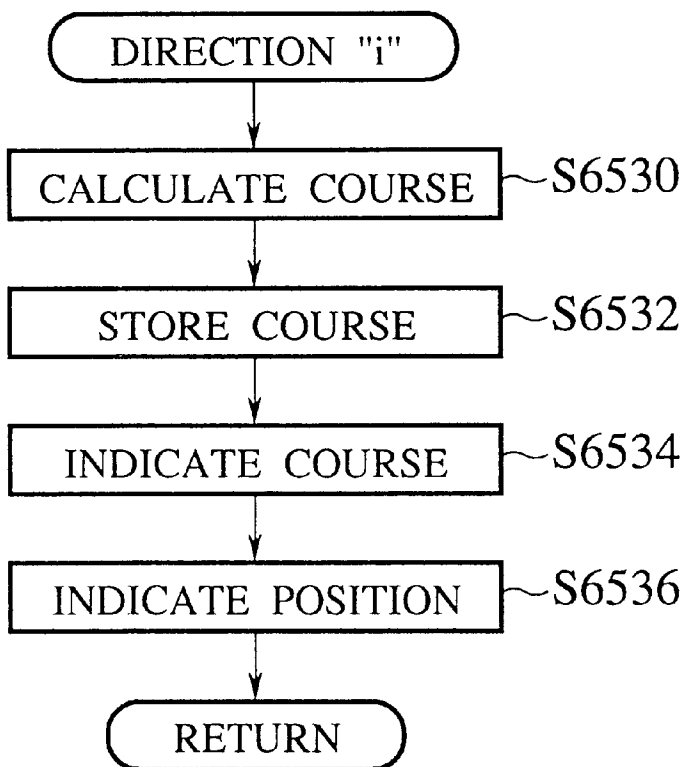 DIRECTION "i"
CALCULATE COURSE S6530
STORE COURSE S6532
INDICATE COURSE S6534
INDICATE POSITION S6536
RETURN